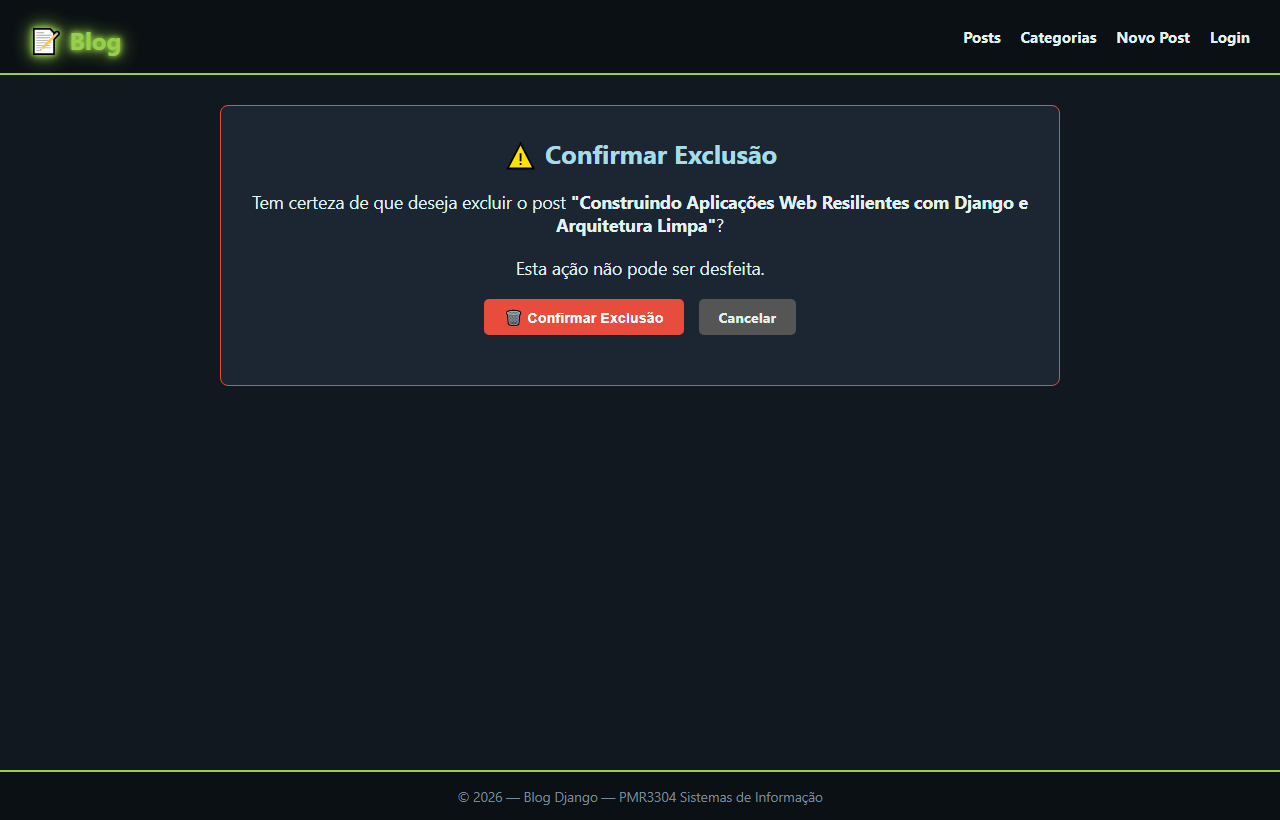 📝 Blog
Posts Categorias Novo Post Login
⚠️ Confirmar Exclusão
Tem certeza de que deseja excluir o post "Construindo Aplicações Web Resilientes com Django e
Arquitetura Limpa"?
Esta ação não pode ser desfeita.
🗑️ Confirmar Exclusão Cancelar
© 2026 — Blog Django — PMR3304 Sistemas de Informação